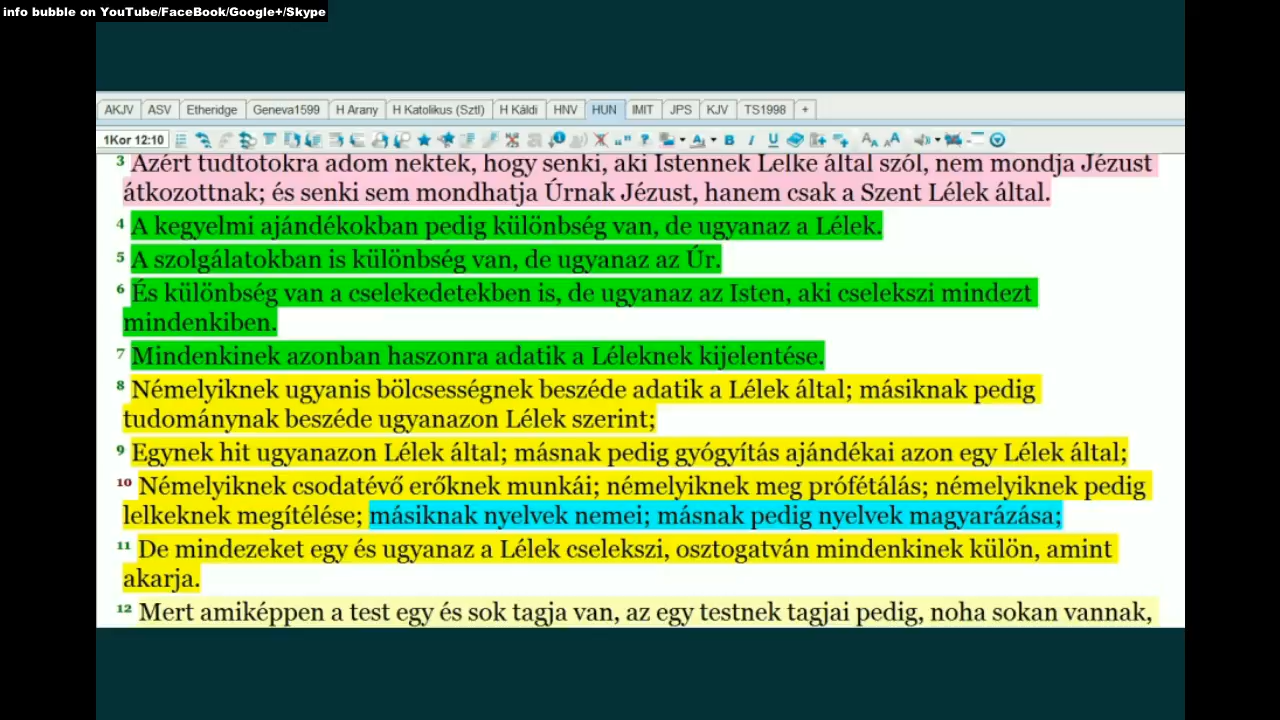 info bubble on YouTube/FaceBook/Google+/Skype
AKJV ASV Etheridge Geneva1599 H Arany H Katolikus (Sztl) H Káldi HNV HUN IMIT JPS KJV TS1998 +
1Kor 12:10
3 Azért tudtotokra adom nektek, hogy senki, aki Istennek Lelke által szól, nem mondja Jézust
átkozottnak; és senki sem mondhatja Úrnak Jézust, hanem csak a Szent Lélek által.
4 A kegyelmi ajándékokban pedig különbség van, de ugyanaz a Lélek.
5 A szolgálatokban is különbség van, de ugyanaz az Úr.
6 És különbség van a cselekedetekben is, de ugyanaz az Isten, aki cselekszi mindezt
mindenkiben.
7 Mindenkinek azonban haszonra adatik a Léleknek kijelentése.
8 Némelyiknek ugyanis bölcsességnek beszéde adatik a Lélek által; másiknak pedig
tudománynak beszéde ugyanazon Lélek szerint;
9 Egynek hit ugyanazon Lélek által; másnak pedig gyógyítás ajándékai azon egy Lélek által;
10 Némelyiknek csodatévő erőknek munkái; némelyiknek meg prófétálás; némelyiknek pedig
lelkeknek megítélése; másiknak nyelvek nemei; másnak pedig nyelvek magyarázása;
11 De mindezeket egy és ugyanaz a Lélek cselekszi, osztogatván mindenkinek külön, amint
akarja.
12 Mert amiképpen a test egy és sok tagja van, az egy testnek tagjai pedig, noha sokan vannak,